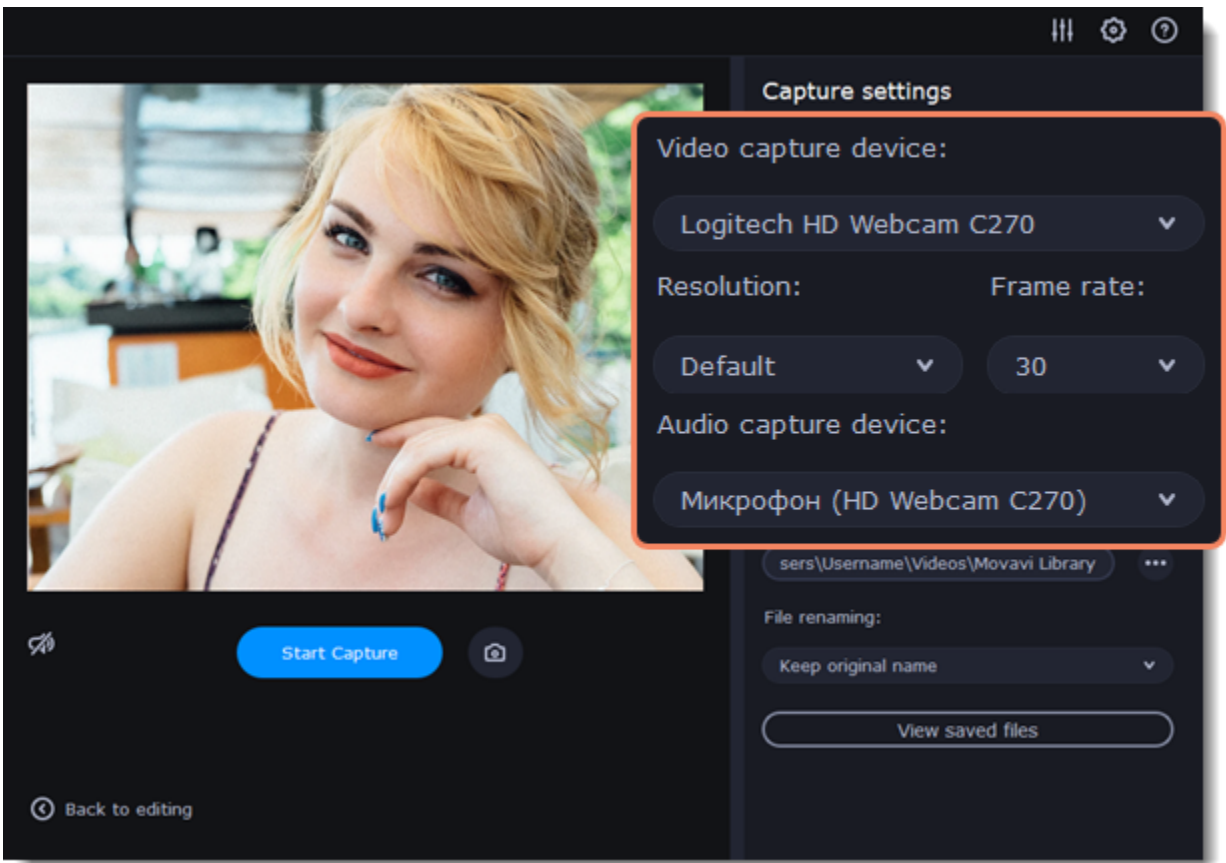 Capture settings
Video capture device:
Logitech HD Webcam C270
Resolution: Frame rate:
Default 30
Audio capture device:
Микрофон (HD Webcam C270)
sers\Username\Videos\Movavi Library
File renaming:
Start Capture
Keep original name
View saved files
Back to editing